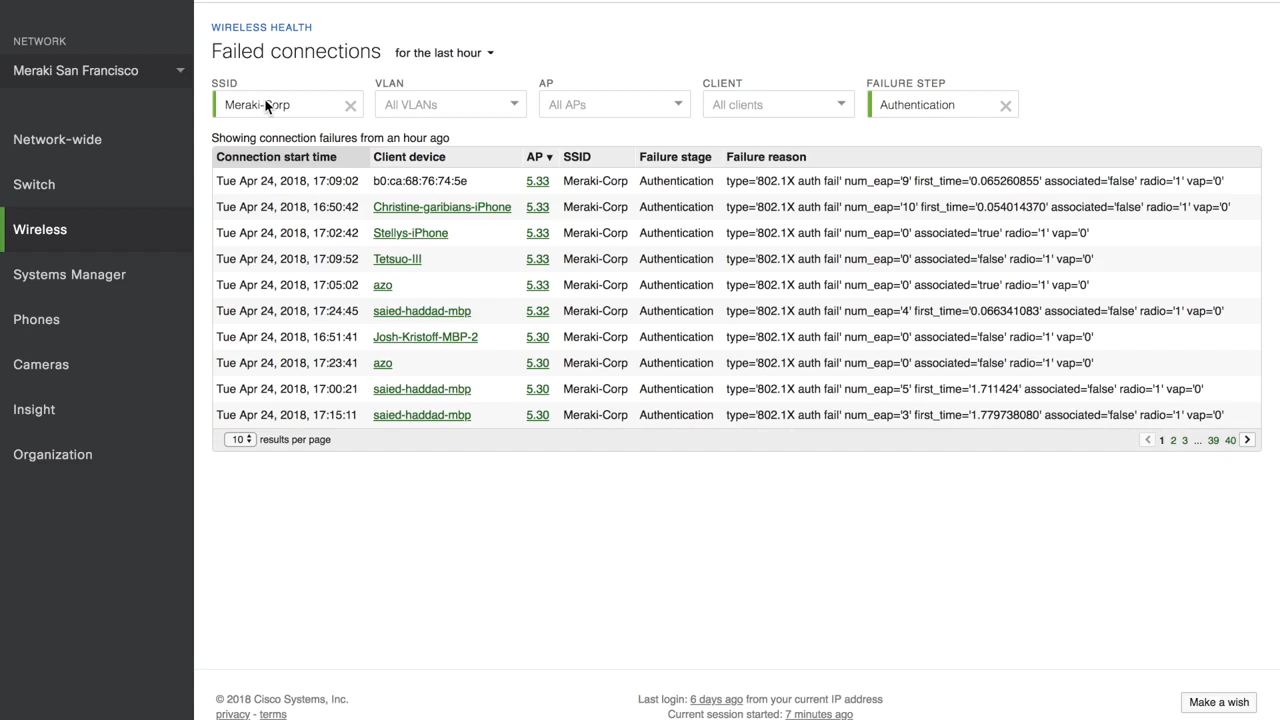 NETWORK
Meraki San Francisco
Network-wide
Switch
Wireless
Systems Manager
Phones
Cameras
Insight
Organization
WIRELESS HEALTH
Failed connections for the last hour
SSID VLAN AP CLIENT FAILURE STEP
Meraki-Corp All VLANs All APs All clients Authentication
Showing connection failures from an hour ago
Connection start time Client device AP ▼ SSID Failure stage Failure reason
Tue Apr 24, 2018, 17:09:02 b0:ca:68:76:74:5e 5.33 Meraki-Corp Authentication type='802.1X auth fail' num_eap='9' first_time='0.065260855' associated='false' radio='1' vap='0'
Tue Apr 24, 2018, 16:50:42 Christine-garibians-iPhone 5.33 Meraki-Corp Authentication type='802.1X auth fail' num_eap='10' first_time='0.054014370' associated='false' radio='1' vap='0'
Tue Apr 24, 2018, 17:02:42 Stellys-iPhone 5.33 Meraki-Corp Authentication type='802.1X auth fail' num_eap='0' associated='true' radio='1' vap='0'
Tue Apr 24, 2018, 17:09:52 Tetsuo-III 5.33 Meraki-Corp Authentication type='802.1X auth fail' num_eap='0' associated='false' radio='1' vap='0'
Tue Apr 24, 2018, 17:05:02 azo 5.33 Meraki-Corp Authentication type='802.1X auth fail' num_eap='0' associated='true' radio='1' vap='0'
Tue Apr 24, 2018, 17:24:45 saied-haddad-mbp 5.32 Meraki-Corp Authentication type='802.1X auth fail' num_eap='4' first_time='0.066341083' associated='false' radio='1' vap='0'
Tue Apr 24, 2018, 16:51:41 Josh-Kristoff-MBP-2 5.30 Meraki-Corp Authentication type='802.1X auth fail' num_eap='0' associated='false' radio='1' vap='0'
Tue Apr 24, 2018, 17:23:41 azo 5.30 Meraki-Corp Authentication type='802.1X auth fail' num_eap='0' associated='false' radio='1' vap='0'
Tue Apr 24, 2018, 17:00:21 saied-haddad-mbp 5.30 Meraki-Corp Authentication type='802.1X auth fail' num_eap='5' first_time='1.711424' associated='false' radio='1' vap='0'
Tue Apr 24, 2018, 17:15:11 saied-haddad-mbp 5.30 Meraki-Corp Authentication type='802.1X auth fail' num_eap='3' first_time='1.779738080' associated='false' radio='1' vap='0'
10 results per page 1 2 3 ... 39 40
© 2018 Cisco Systems, Inc.
privacy - terms
Last login: 6 days ago from your current IP address
Current session started: 7 minutes ago
Make a wish